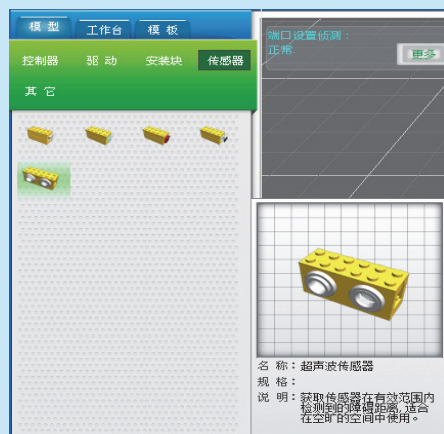 模 型 工作台 模 板
控制器 驱 动 安装块 传感器
其 它
端口设置侦测：
正常
更多
名 称：超声波传感器
规 格：
说 明：获取传感器在有效范围内
检测到的障碍距离,适合
在空旷的空间中使用。